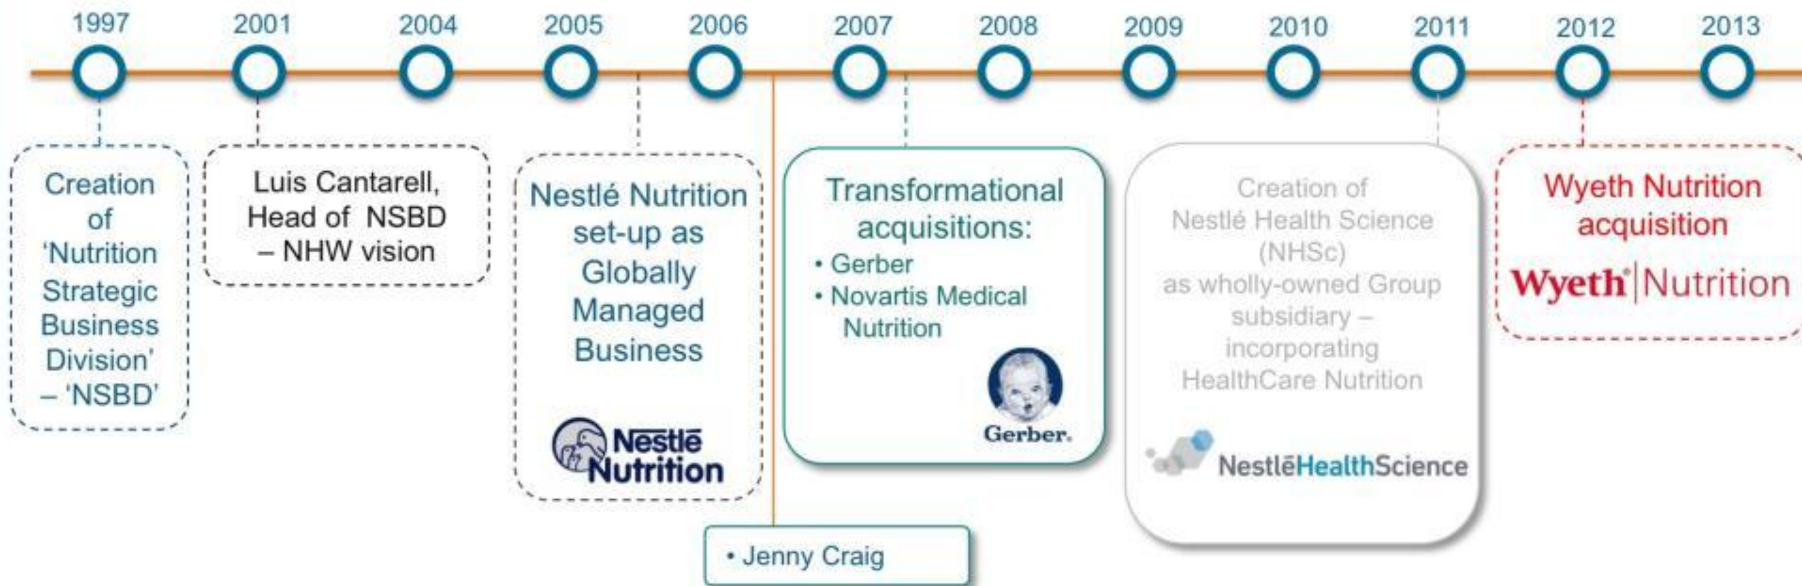 1997 2001 2004 2005 2006 2007 2008 2009 2010 2011 2012 2013
Creation
of
‘Nutrition
Strategic
Business
Division’
– ‘NSBD’
Luis Cantarell,
Head of NSBD
– NHW vision
Nestlé Nutrition
set-up as
Globally
Managed
Business
Nestlé
Nutrition
• Jenny Craig
Transformational
acquisitions:
• Gerber
• Novartis Medical
Nutrition
Gerber®
Creation of
Nestlé Health Science
(NHSc)
as wholly-owned Group
subsidiary –
incorporating
HealthCare Nutrition
NestléHealthScience
Wyeth Nutrition
acquisition
Wyeth® | Nutrition